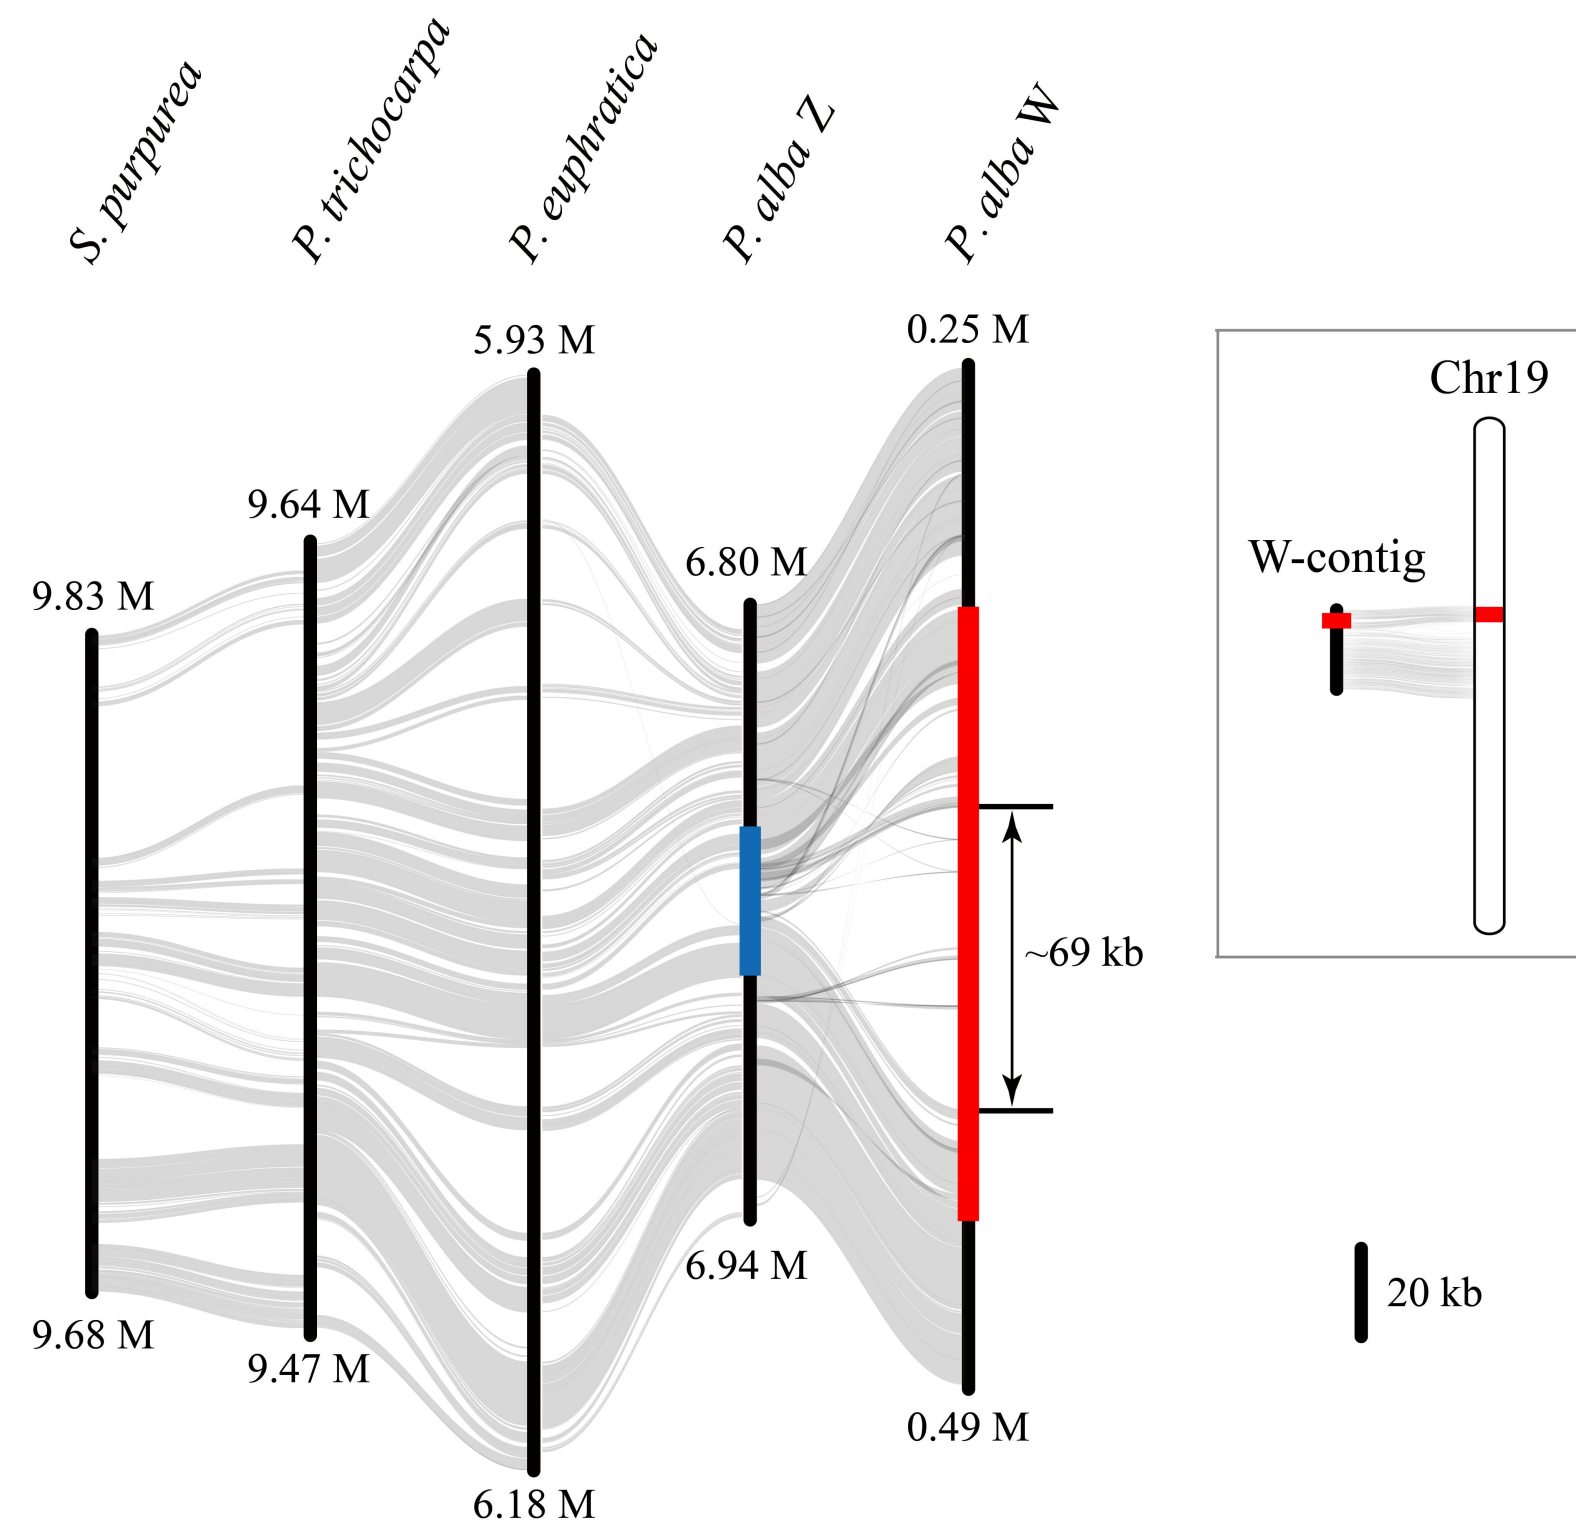 S. purpurea
P. trichocarpa
P. euphratica
P. alba Z
P. alba W
9.83 M
9.64 M
5.93 M
6.80 M
0.25 M
Chr19
W-contig
~69 kb
9.68 M
9.47 M
6.18 M
6.94 M
0.49 M
20 kb